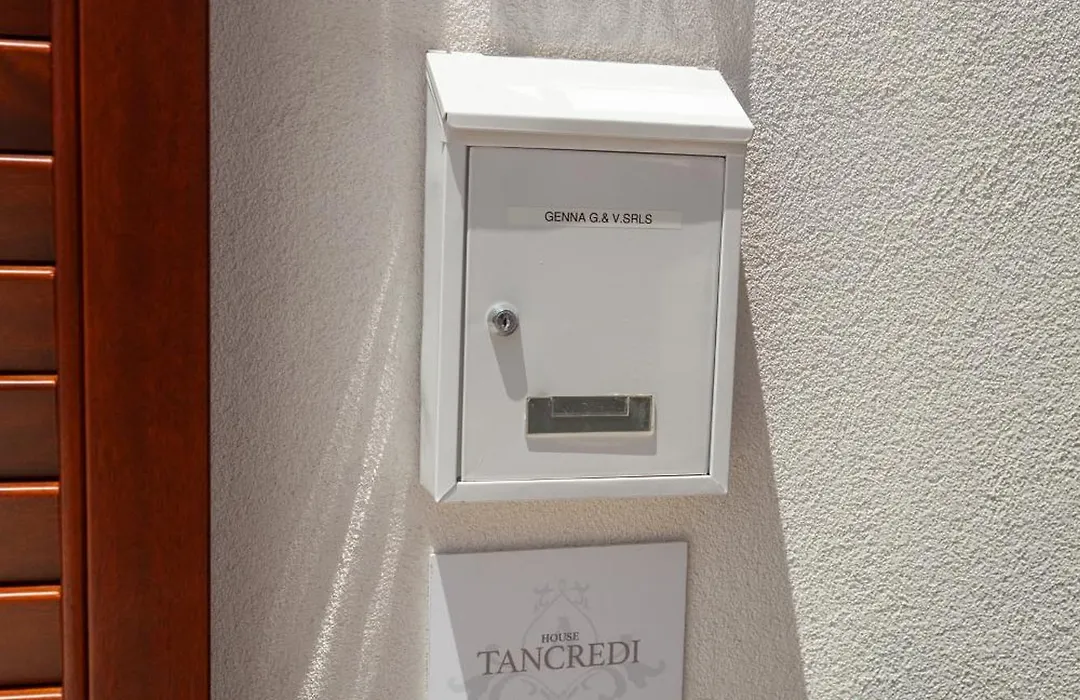 GENNA G.& V.SRLS
HOUSE
TANCREDI